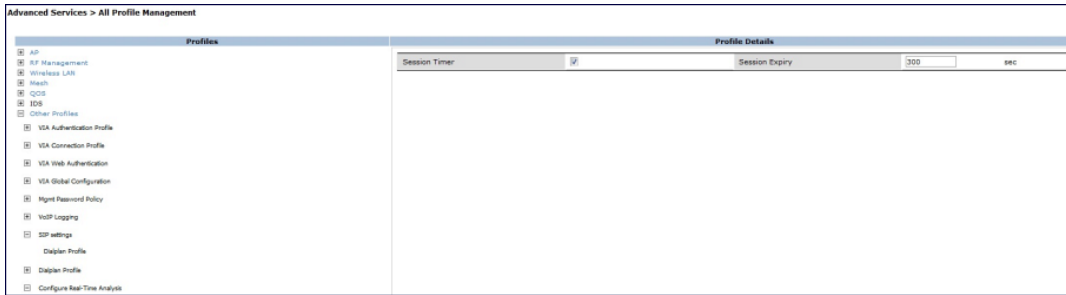 Advanced Services > All Profile Management
Profiles
AP
RF Management
Wireless LAN
Mesh
QOS
IDS
Other Profiles
VIA Authentication Profile
VIA Connection Profile
VIA Web Authentication
VIA Global Configuration
Mgmt Password Policy
VoIP Logging
SIP settings
Dialplan Profile
Dialplan Profile
Configure Real-Time Analysis
Profile Details
Session Timer Session Expiry 300 sec